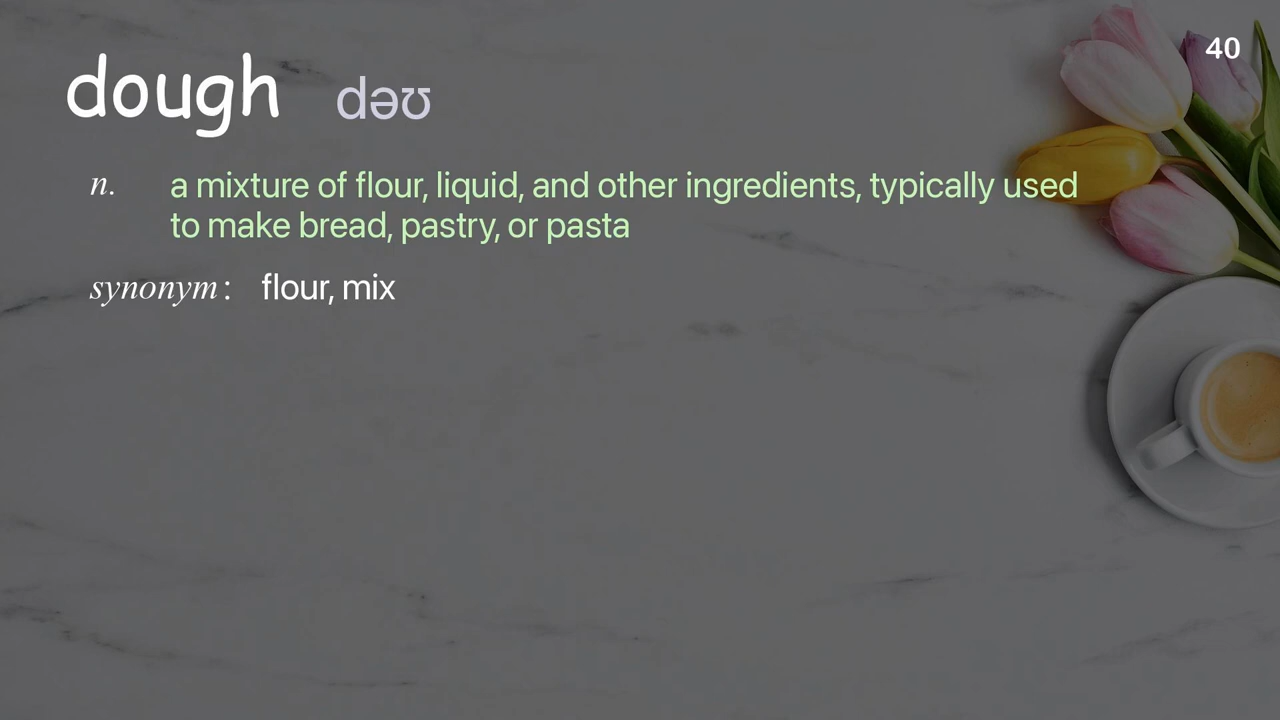 40
dough dəʊ
n. a mixture of flour, liquid, and other ingredients, typically used
to make bread, pastry, or pasta
synonym: flour, mix